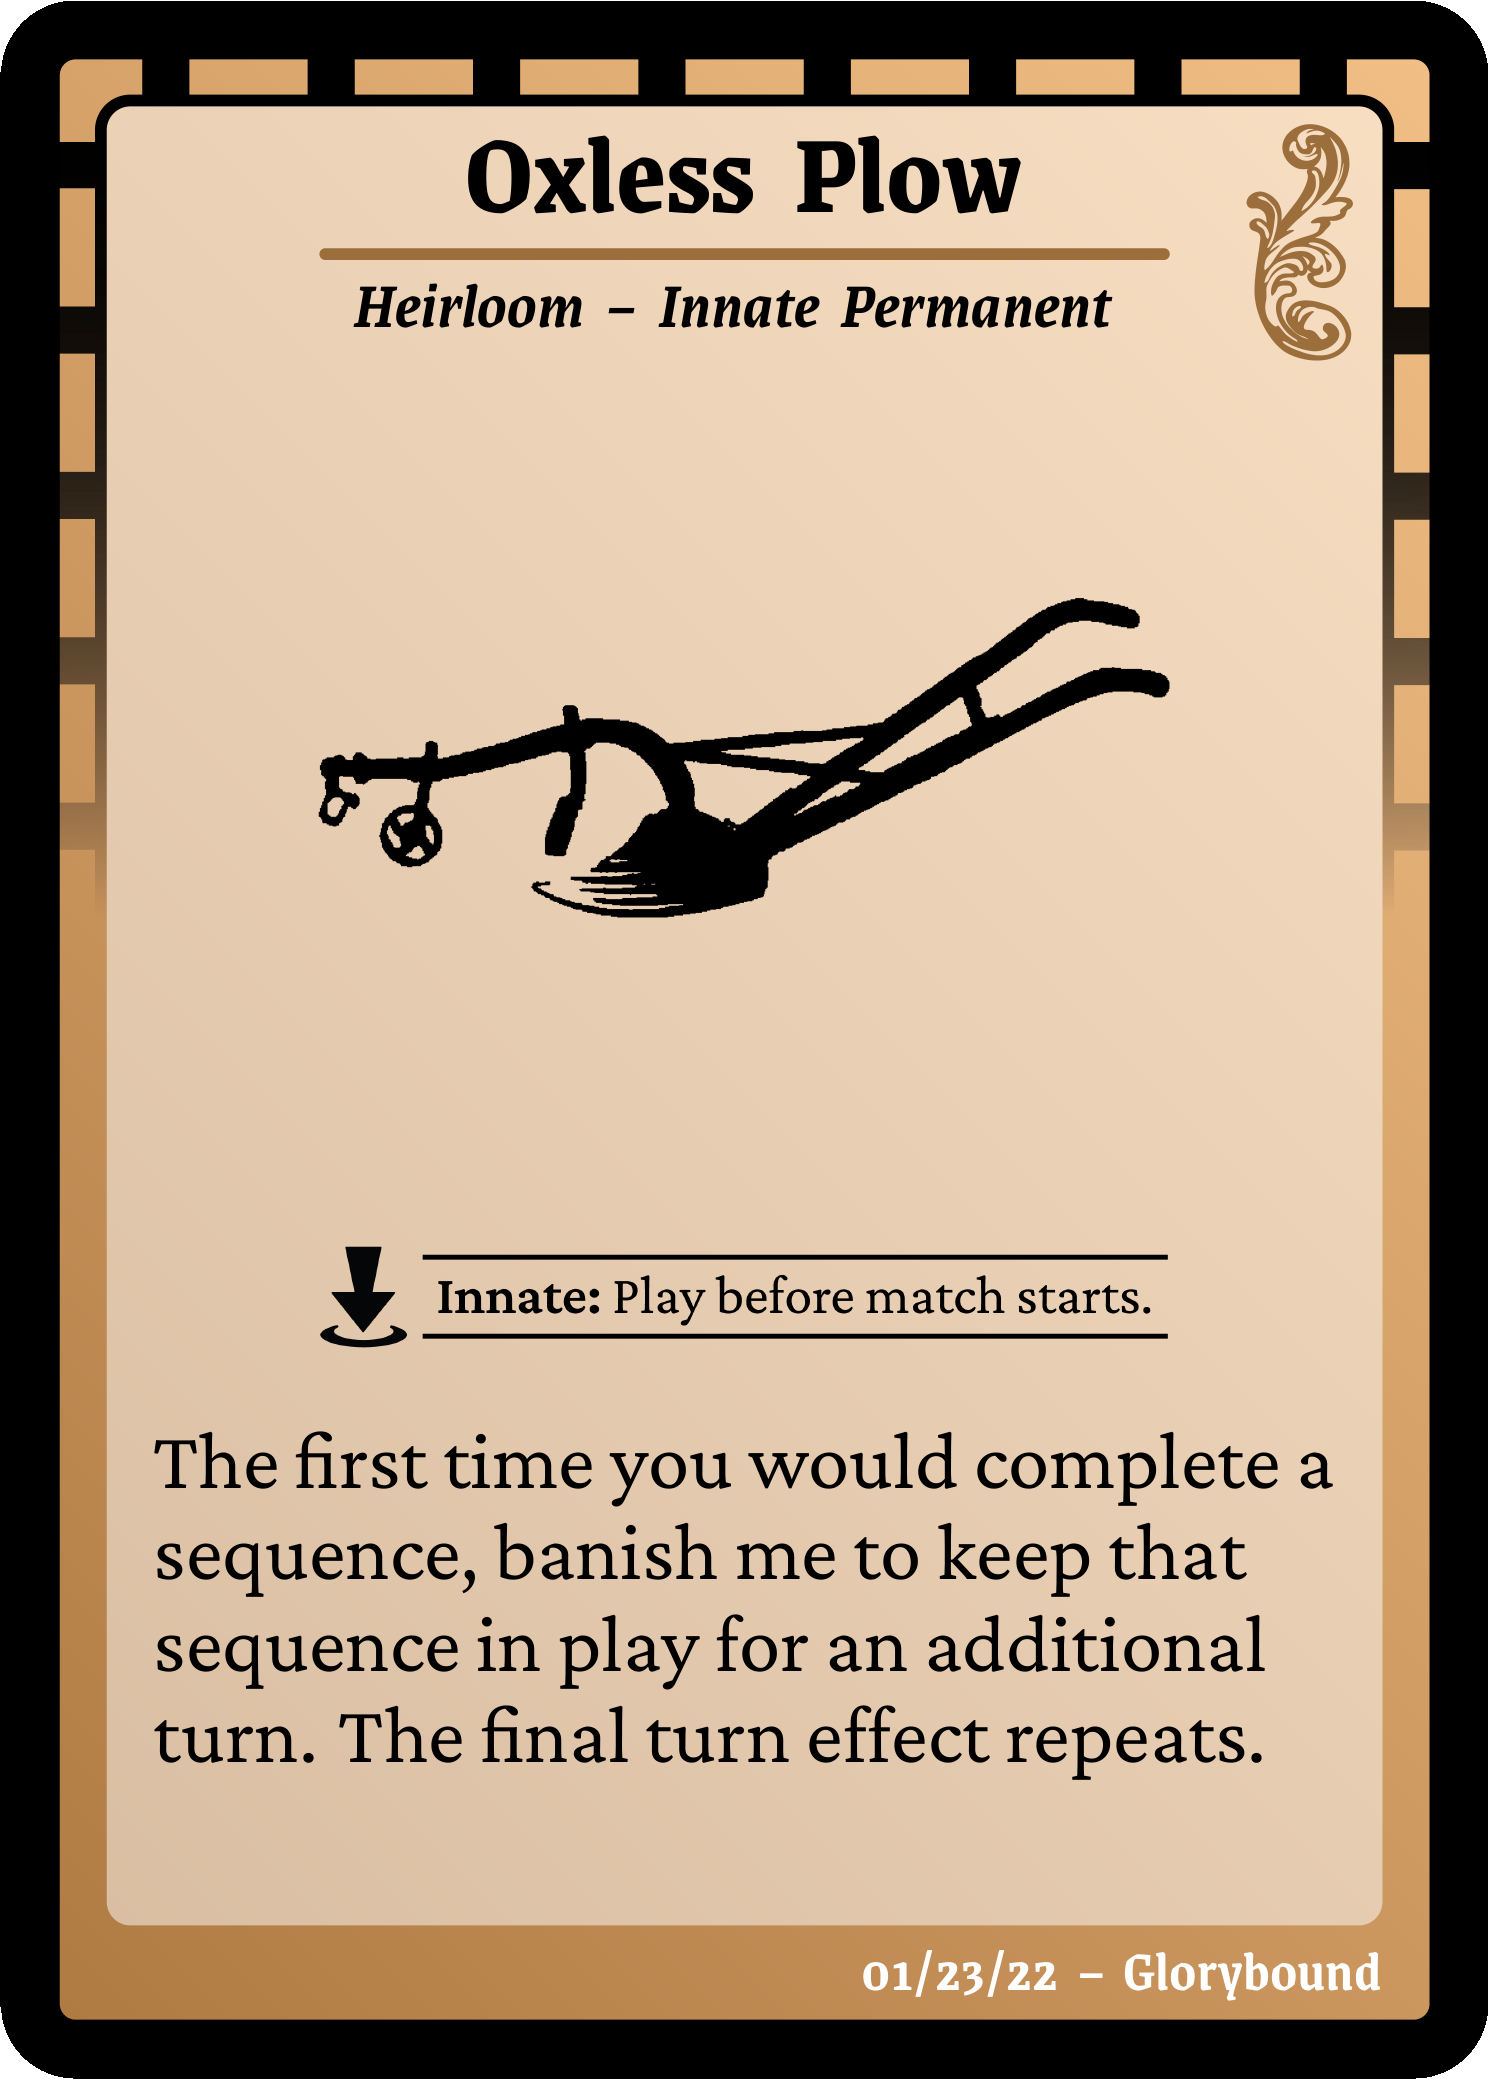 Oxless Plow
Heirloom – Innate Permanent
Innate: Play before match starts.
The first time you would complete a
sequence, banish me to keep that
sequence in play for an additional
turn. The final turn effect repeats.
01/23/22 – Glorybound